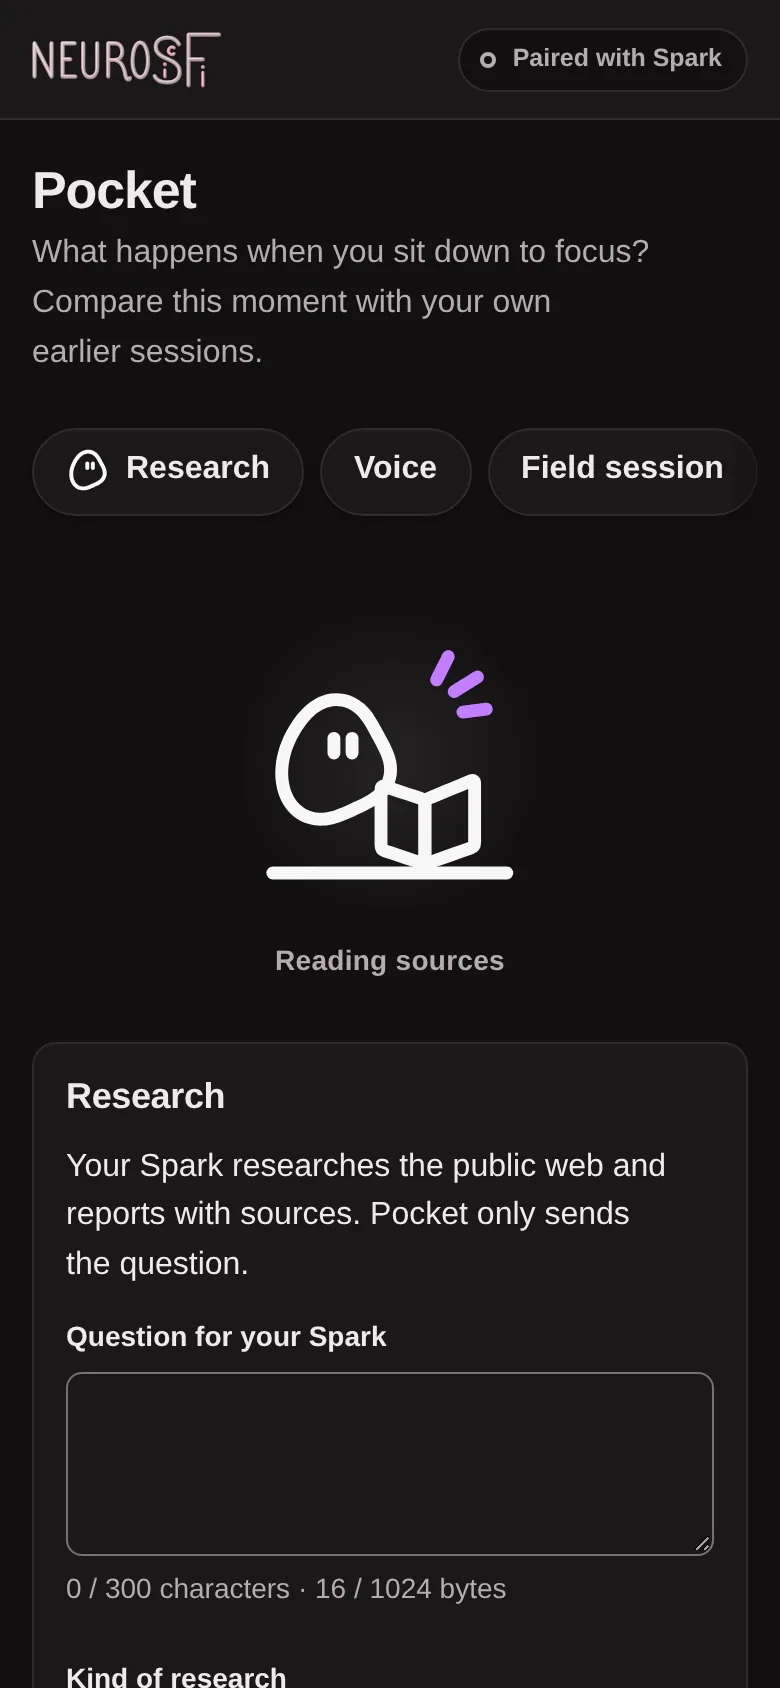 NEUROSciFi
Paired with Spark
Pocket
What happens when you sit down to focus?
Compare this moment with your own
earlier sessions.
Research
Voice
Field session
Reading sources
Research
Your Spark researches the public web and
reports with sources. Pocket only sends
the question.
Question for your Spark
0 / 300 characters · 16 / 1024 bytes
Kind of research